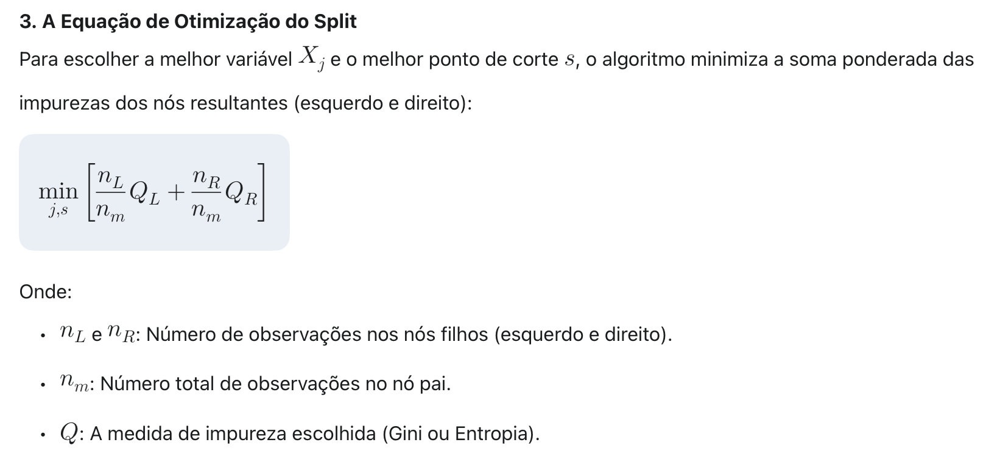 3. A Equação de Otimização do Split
Para escolher a melhor variável $X_j$ e o melhor ponto de corte $s$, o algoritmo minimiza a soma ponderada das
impurezas dos nós resultantes (esquerdo e direito):
$\min_{j,s} \left[ \frac{n_L}{n_m} Q_L + \frac{n_R}{n_m} Q_R \right]$
Onde:
• $n_L$ e $n_R$: Número de observações nos nós filhos (esquerdo e direito).
• $n_m$: Número total de observações no nó pai.
• $Q$: A medida de impureza escolhida (Gini ou Entropia).